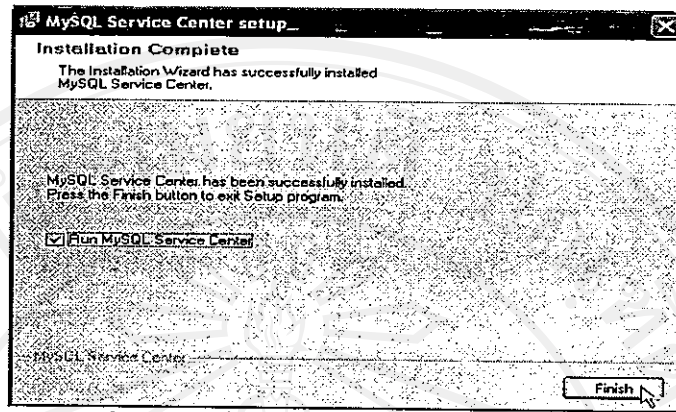 MySQL Service Center setup
Installation Complete
The Installation Wizard has successfully installed
MySQL Service Center.
MySQL Service Center has been successfully installed.
Press the Finish button to exit Setup program.
Run MySQL Service Center
MySQL Service Center
Finish